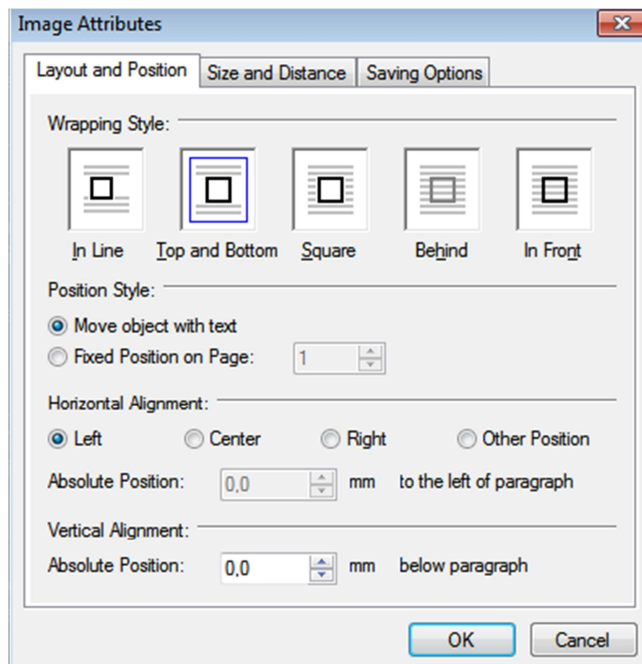 Image Attributes
Layout and Position Size and Distance Saving Options
Wrapping Style:
In Line Top and Bottom Square Behind In Front
Position Style:
Move object with text
Fixed Position on Page: 1
Horizontal Alignment:
Left Center Right Other Position
Absolute Position: 0,0 mm to the left of paragraph
Vertical Alignment:
Absolute Position: 0,0 mm below paragraph
OK Cancel